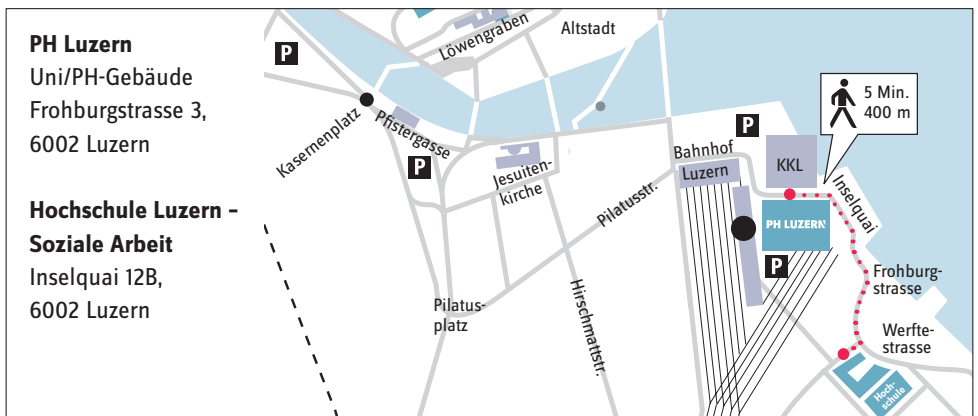 PH Luzern
Uni/PH-Gebäude
Frohburgstrasse 3,
6002 Luzern
Hochschule Luzern –
Soziale Arbeit
Inselquai 12B,
6002 Luzern
P
Löwengraben
Altstadt
Kasernenplatz
Pfistergasse
P
Jesuiten-
kirche
Pilatusstr.
Pilatus-
platz
Hirschmattstr.
P
Bahnhof
Luzern
KKL
5 Min.
400 m
Inselquai
PH LUZERN
P
Frohburg-
strasse
Werfte-
strasse
Hoch-
schule